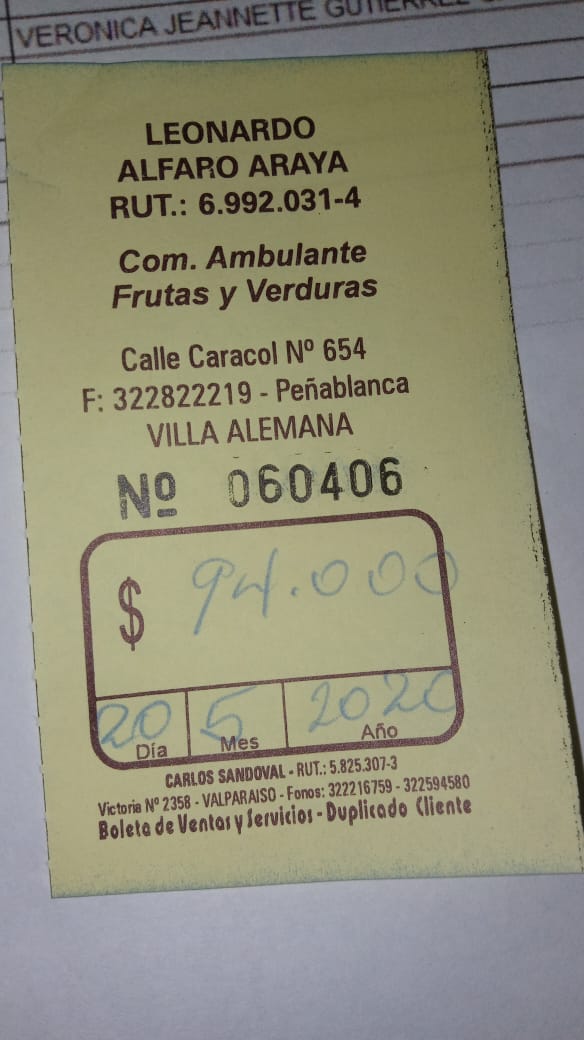 VERONICA JEANNETTE
LEONARDO
ALFARO ARAYA
RUT.: 6.992.031-4
Com. Ambulante
Frutas y Verduras
Calle Caracol Nº 654
F: 322822219 - Peñablanca
VILLA ALEMANA
Nº 060406
$ 94.000
20 5 2020
Día Mes Año
CARLOS SANDOVAL - RUT.: 5.825.307-3
Victoria Nº 2358 - VALPARAISO - Fonos: 322216759 - 322594580
Boleta de Ventas y Servicios - Duplicado Cliente